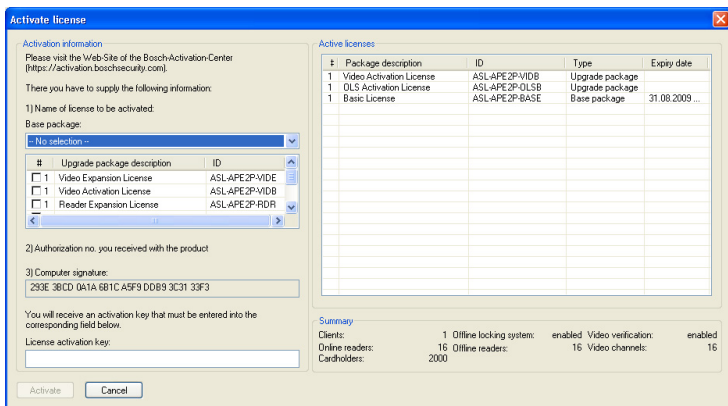 Activate license
Activation information
Please visit the Web-Site of the Bosch-Activation-Center
(https://activation.boschsecurity.com).
There you have to supply the following information:
1) Name of license to be activated:
Base package:
-- No selection --
# Upgrade package description ID
1 Video Expansion License ASL-APE2P-VIDE
1 Video Activation License ASL-APE2P-VIDB
1 Reader Expansion License ASL-APE2P-RDR
2) Authorization no. you received with the product
3) Computer signature:
293E 3BCD 0A1A 6B1C A5F9 DDB9 3C31 33F3
You will receive an activation key that must be entered into the
corresponding field below.
License activation key:
Activate Cancel
Active licenses
Package description ID Type Expiry date
1 Video Activation License ASL-APE2P-VIDB Upgrade package
1 OLS Activation License ASL-APE2P-OLSB Upgrade package
1 Basic License ASL-APE2P-BASE Base package 31.08.2009 ...
Summary
Clients: 1 Offline locking system: enabled Video verification: enabled
Online readers: 16 Offline readers: 16 Video channels: 16
Cardholders: 2000